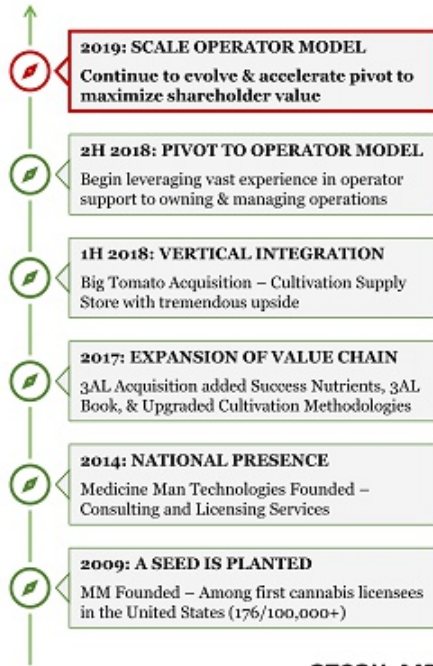 2019: SCALE OPERATOR MODEL
Continue to evolve & accelerate pivot to
maximize shareholder value
2H 2018: PIVOT TO OPERATOR MODEL
Begin leveraging vast experience in operator
support to owning & managing operations
1H 2018: VERTICAL INTEGRATION
Big Tomato Acquisition – Cultivation Supply
Store with tremendous upside
2017: EXPANSION OF VALUE CHAIN
3AL Acquisition added Success Nutrients, 3AL
Book, & Upgraded Cultivation Methodologies
2014: NATIONAL PRESENCE
Medicine Man Technologies Founded –
Consulting and Licensing Services
2009: A SEED IS PLANTED
MM Founded – Among first cannabis licensees
in the United States (176/100,000+)